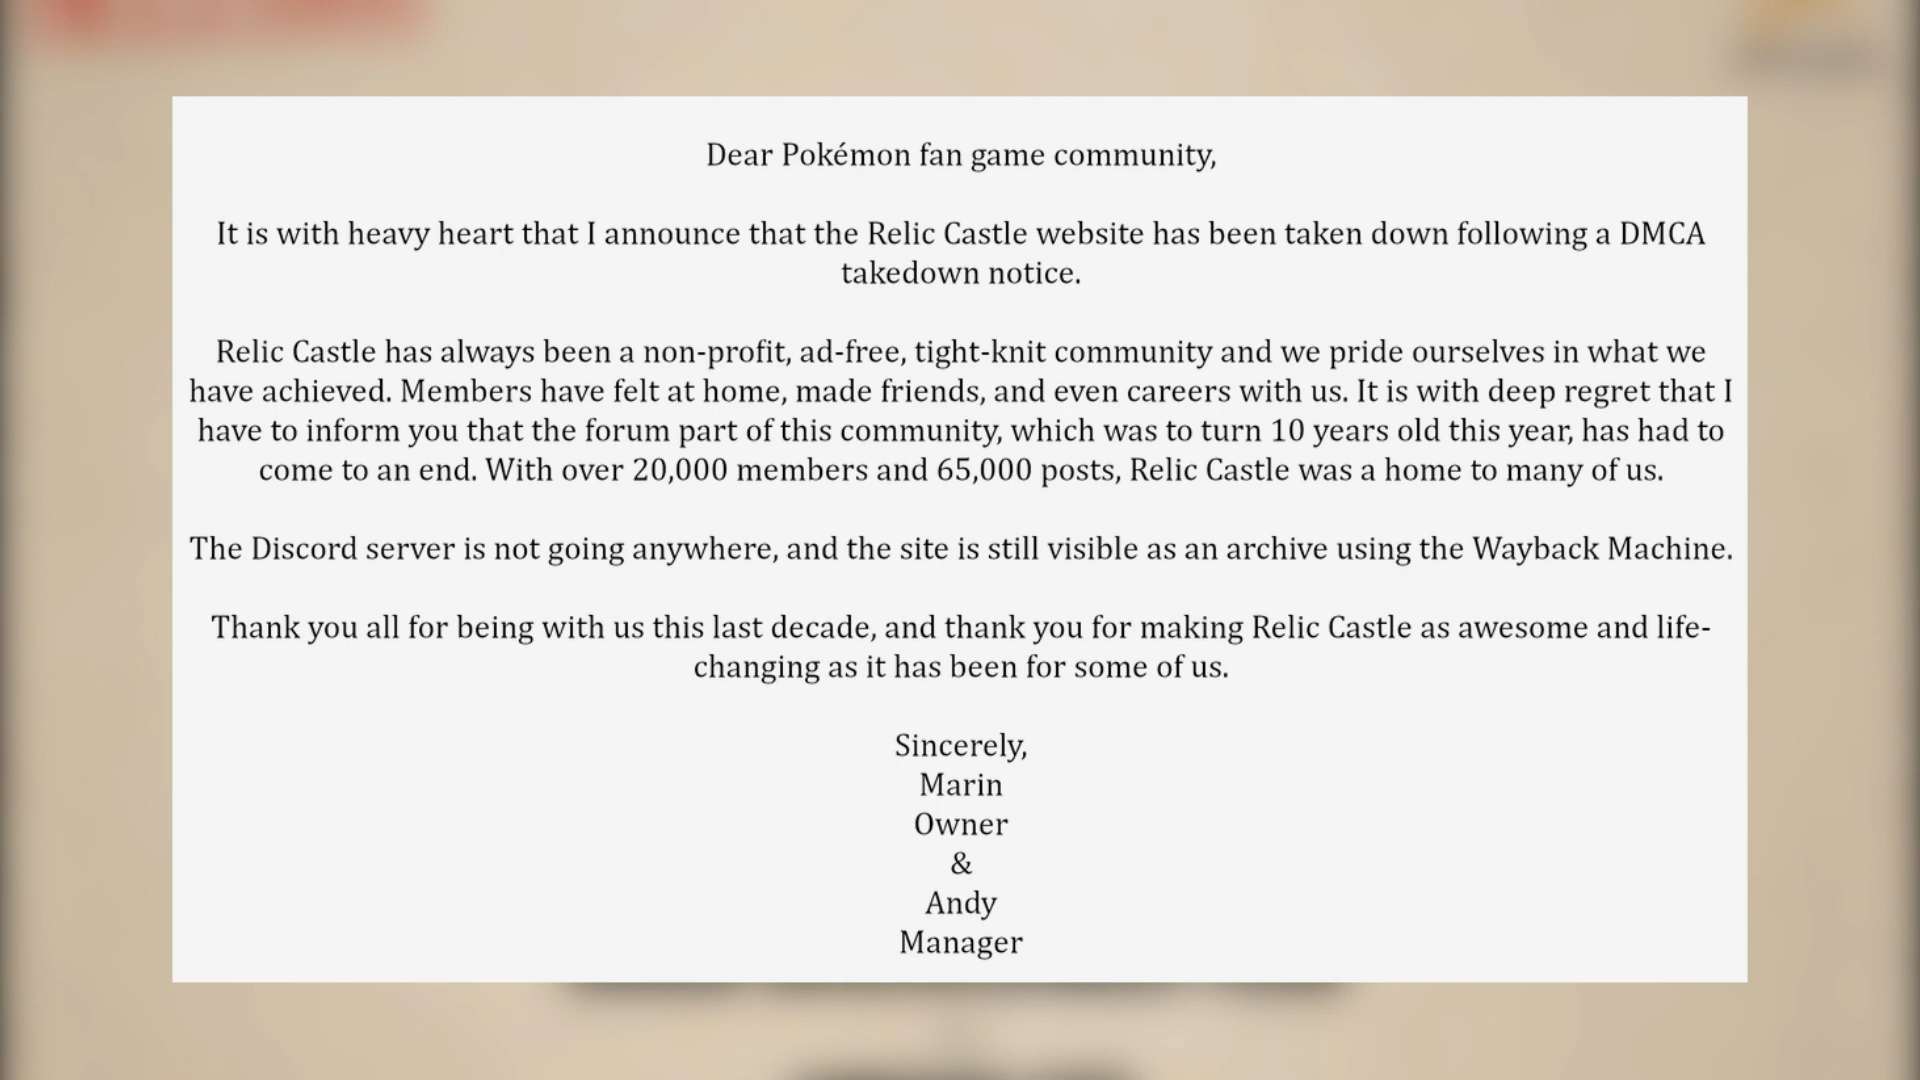 Dear Pokémon fan game community,
It is with heavy heart that I announce that the Relic Castle website has been taken down following a DMCA
takedown notice.
Relic Castle has always been a non-profit, ad-free, tight-knit community and we pride ourselves in what we
have achieved. Members have felt at home, made friends, and even careers with us. It is with deep regret that I
have to inform you that the forum part of this community, which was to turn 10 years old this year, has had to
come to an end. With over 20,000 members and 65,000 posts, Relic Castle was a home to many of us.
The Discord server is not going anywhere, and the site is still visible as an archive using the Wayback Machine.
Thank you all for being with us this last decade, and thank you for making Relic Castle as awesome and life-
changing as it has been for some of us.
Sincerely,
Marin
Owner
&
Andy
Manager